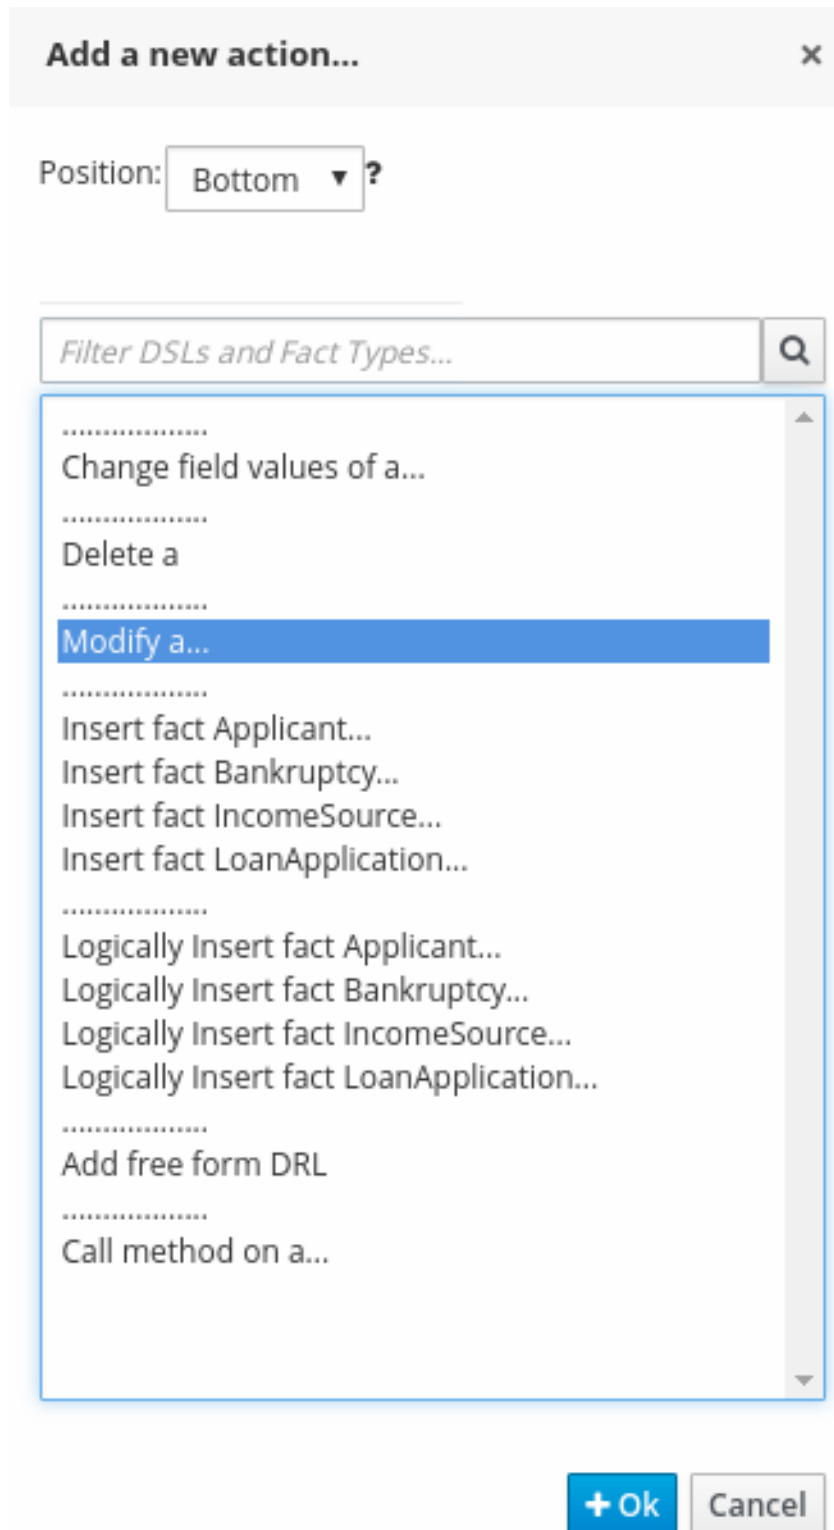 Add a new action... ×
Position: Bottom ▼ ?
Filter DSLs and Fact Types...
..................
Change field values of a...
..................
Delete a
..................
Modify a...
..................
Insert fact Applicant...
Insert fact Bankruptcy...
Insert fact IncomeSource...
Insert fact LoanApplication...
..................
Logically Insert fact Applicant...
Logically Insert fact Bankruptcy...
Logically Insert fact IncomeSource...
Logically Insert fact LoanApplication...
..................
Add free form DRL
..................
Call method on a...
+ Ok Cancel